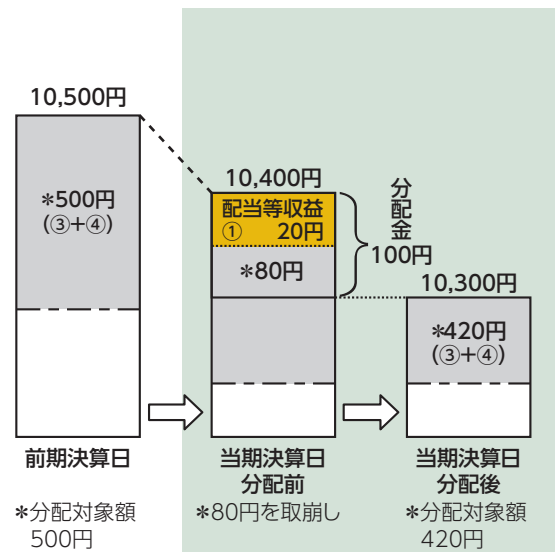 10,500円
*500円
(③+④)
前期決算日
*分配対象額
500円
10,400円
配当等収益
① 20円
*80円
分配金
100円
当期決算日
分配前
*80円を取崩し
10,300円
*420円
(③+④)
当期決算日
分配後
*分配対象額
420円